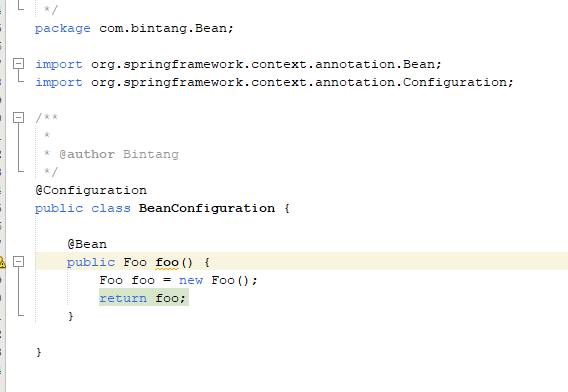 */
package com.bintang.Bean;
import org.springframework.context.annotation.Bean;
import org.springframework.context.annotation.Configuration;
/**
*
* @author Bintang
*/
@Configuration
public class BeanConfiguration {
@Bean
public Foo foo() {
Foo foo = new Foo();
return foo;
}
}